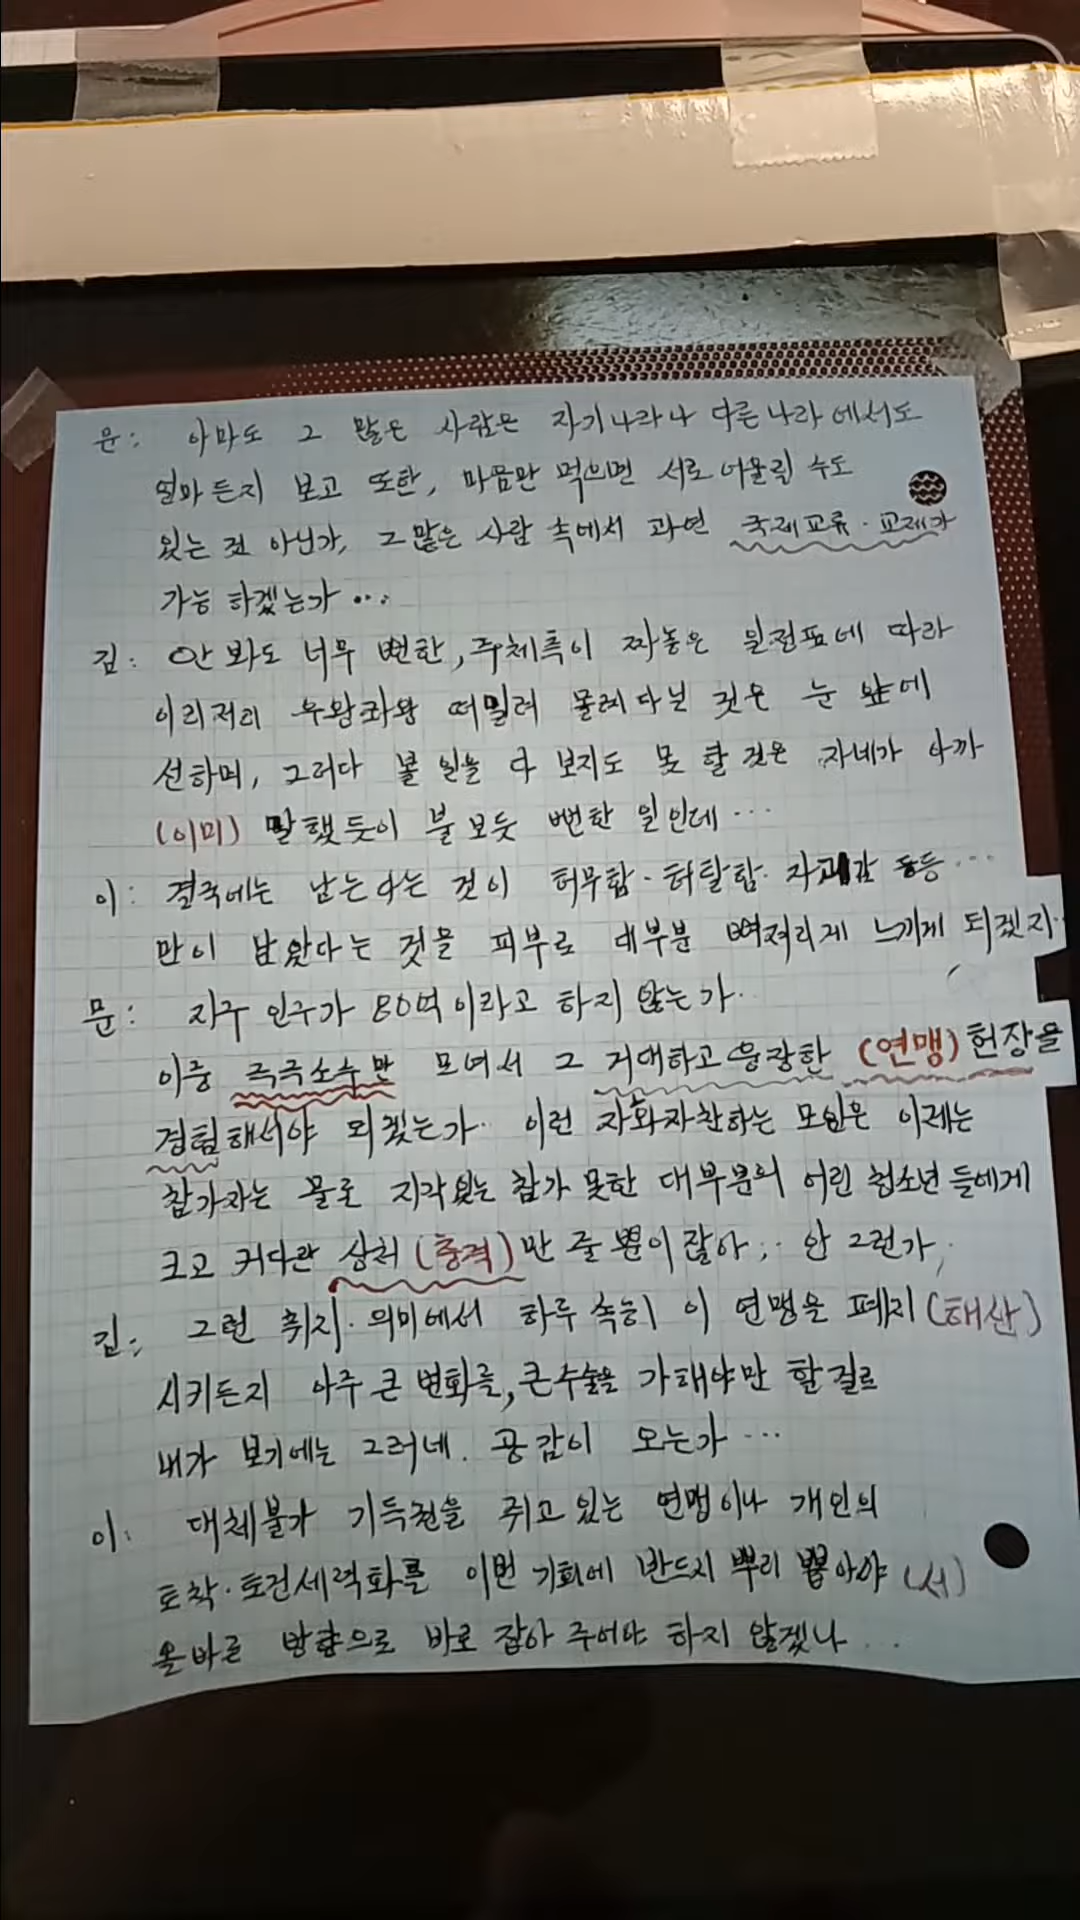 문: 아마도 그 많은 사람은 자기나라나 다른나라에서도
얼마든지 보고 또한, 마음만 먹으면 서로 어울릴 수도
있는 것 아닌가, 그 많은 사람 속에서 과연 국제교류·교제가
가능 하겠는가...
김: 안 봐도 너무 뻔한, 주체측이 짜놓은 일정표에 따라
이리저리 우왕좌왕 떠밀려 몰려다닐 것은 눈 앞에
선하며, 그러다 볼 일을 다 보지도 못 할 것은 자네가 아까
(이미) 말했듯이 불 보듯 뻔한 일인데...
이: 결국에는 남는다는 것이 허무함·허탈함·자괴감 등등...
만이 남았다는 것을 피부로 대부분 뼈저리게 느끼게 되겠지..
문: 지구 인구가 80억이라고 하지 않는가..
이중 극극소수만 모여서 그 거대하고 웅장한 (연맹) 헌장을
경험해서야 되겠는가.. 이런 자화자찬하는 모임은 이제는
참가자는 물론 지각있는 참가 못한 대부분의 어린 청소년 들에게
크고 커다란 상처 (충격) 만 줄 뿐이잖아.. 안 그런가,
김: 그런 취지·의미에서 하루 속히 이 연맹을 폐지 (해산)
시키든지 아주 큰 변화를, 큰수술을 가해야만 할걸로
내가 보기에는 그러네. 공감이 오는가...
이: 대체불가 기득권을 쥐고 있는 연맹이나 개인의
토착·토건세력화를 이번 기회에 반드시 뿌리 뽑아야 (서)
올바른 방향으로 바로 잡아 주어야 하지 않겠나...